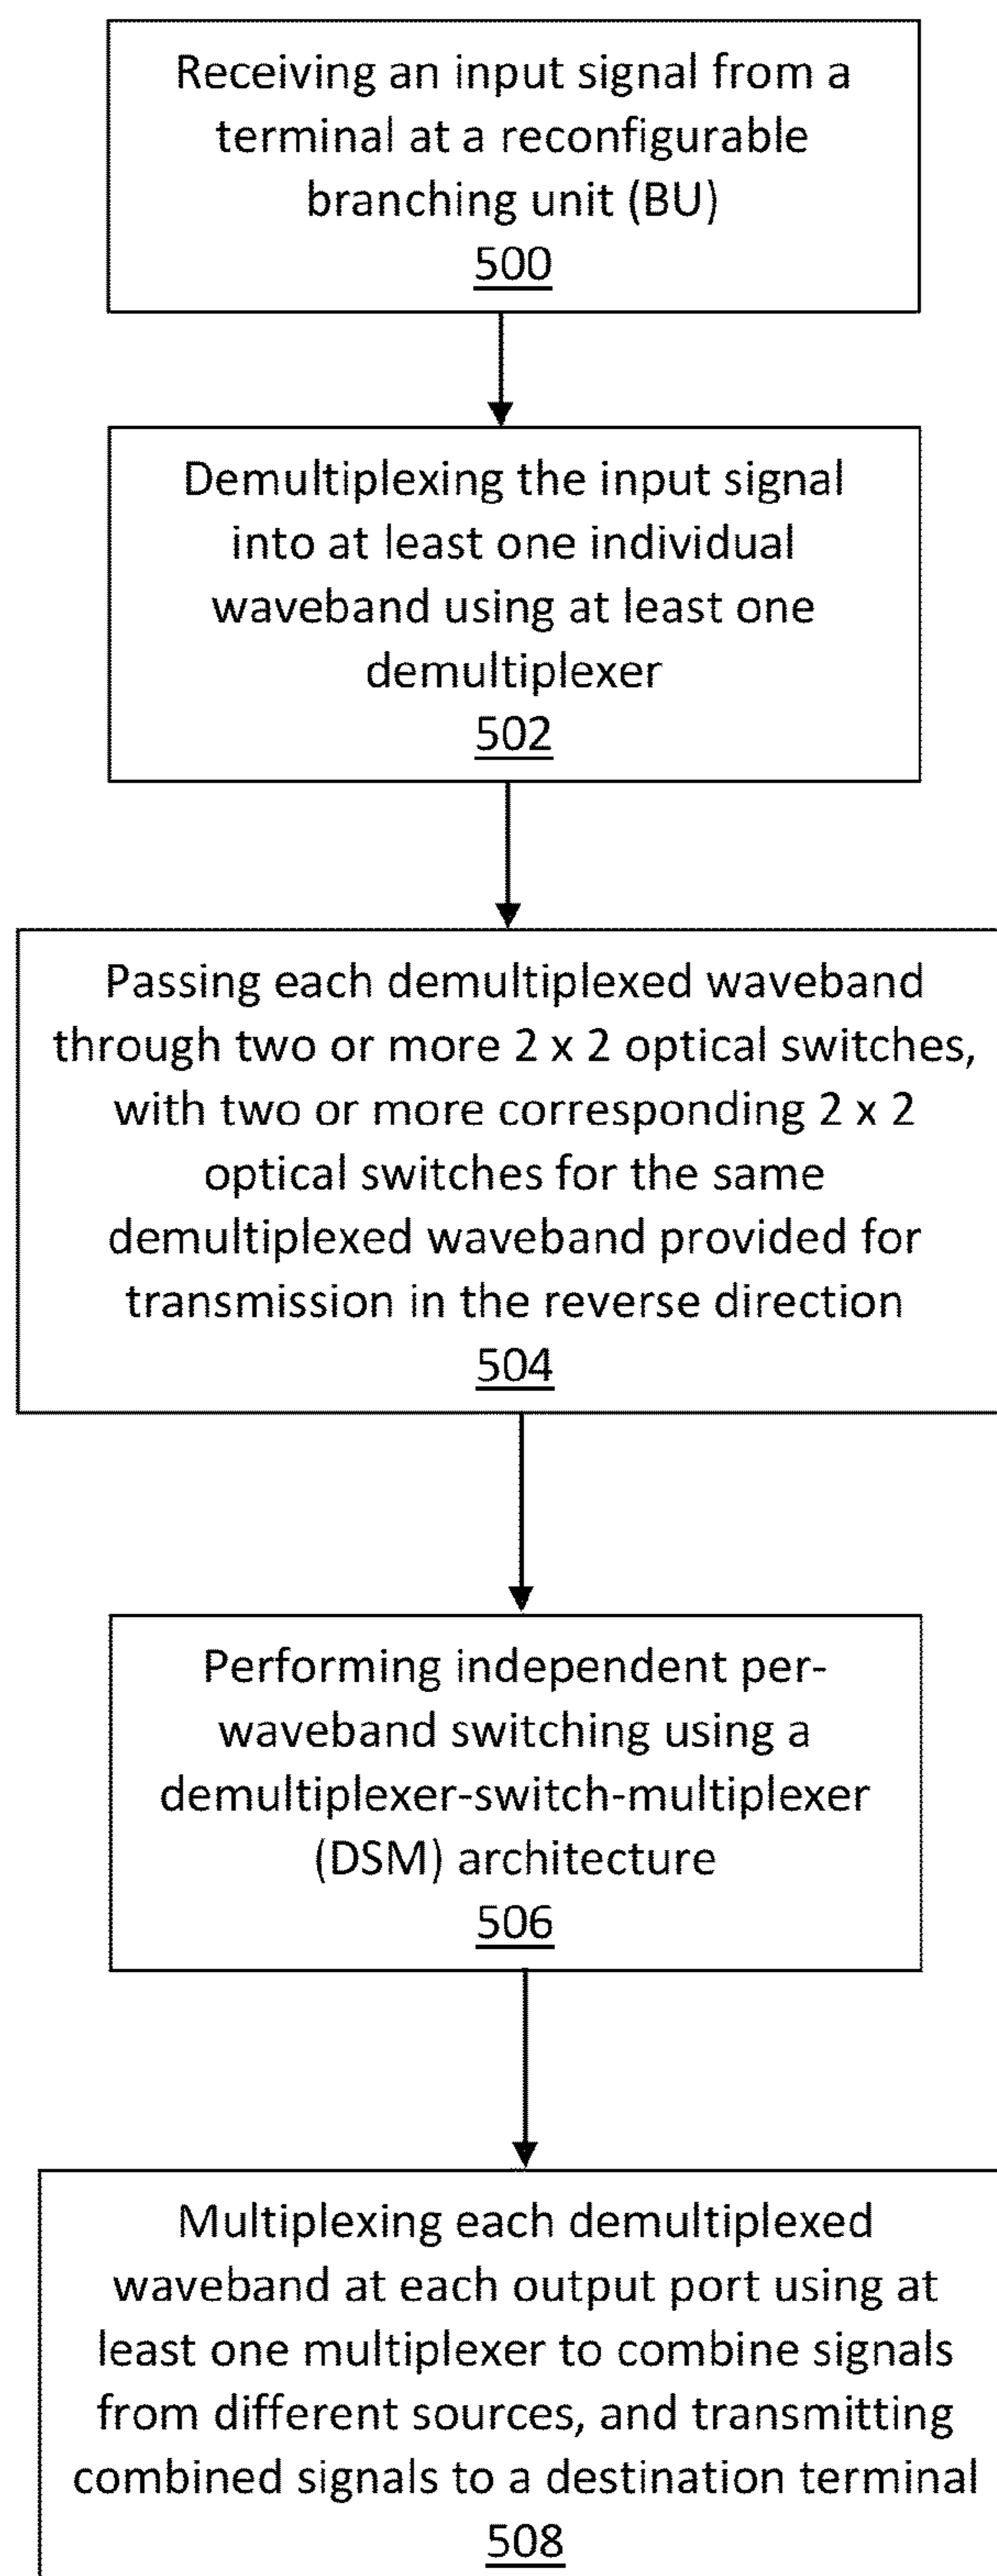 Receiving an input signal from a
terminal at a reconfigurable
branching unit (BU)
500
Demultiplexing the input signal
into at least one individual
waveband using at least one
demultiplexer
502
Passing each demultiplexed waveband
through two or more 2 x 2 optical switches,
with two or more corresponding 2 x 2
optical switches for the same
demultiplexed waveband provided for
transmission in the reverse direction
504
Performing independent per-
waveband switching using a
demultiplexer-switch-multiplexer
(DSM) architecture
506
Multiplexing each demultiplexed
waveband at each output port using at
least one multiplexer to combine signals
from different sources, and transmitting
combined signals to a destination terminal
508